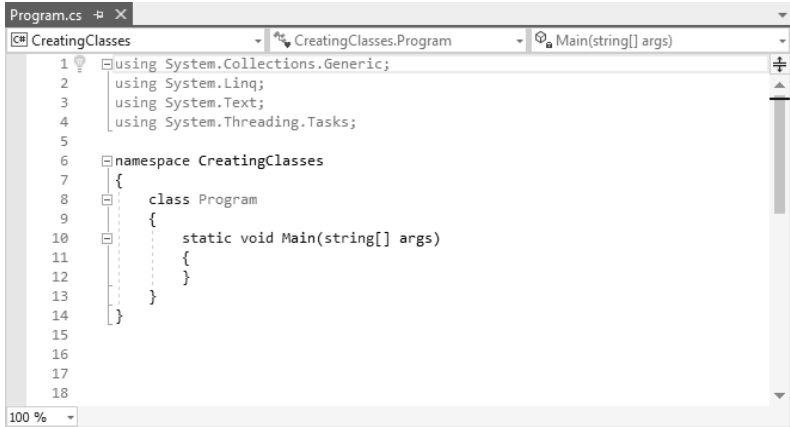 Program.cs
C# CreatingClasses CreatingClasses.Program Main(string[] args)
1 using System.Collections.Generic;
2 using System.Linq;
3 using System.Text;
4 using System.Threading.Tasks;
5
6 namespace CreatingClasses
7 {
8 class Program
9 {
10 static void Main(string[] args)
11 {
12 }
13 }
14 }
15
16
17
18
100 %